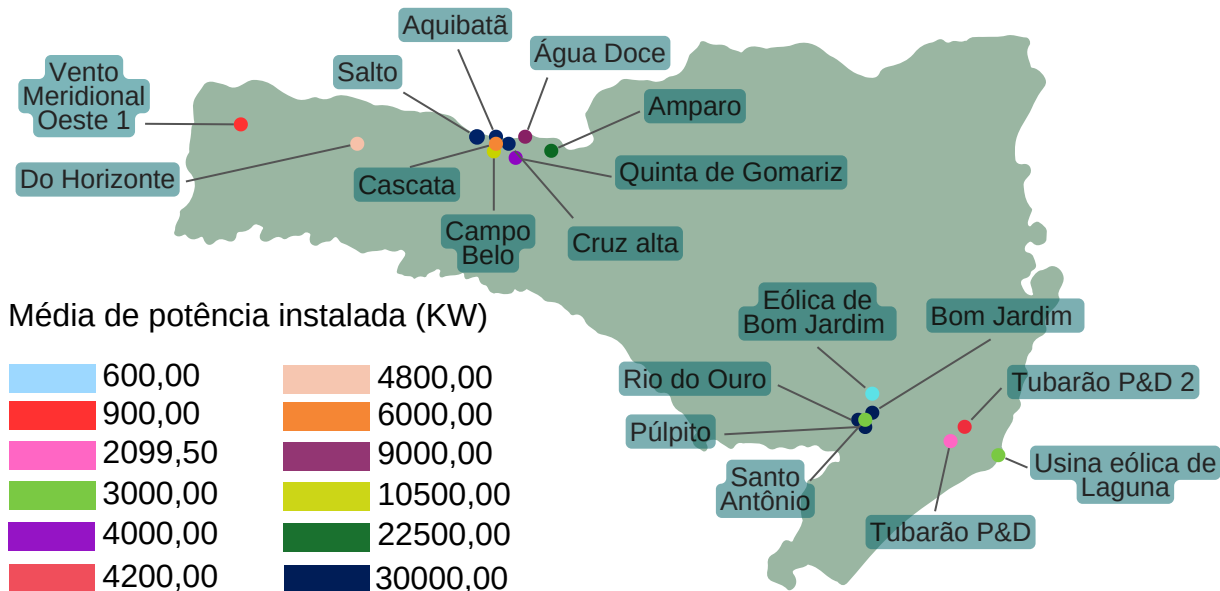 Aquibatã
Água Doce
Salto
Vento
Meridional
Oeste 1
Amparo
Do Horizonte
Cascata
Quinta de Gomariz
Campo
Belo
Cruz alta
Média de potência instalada (KW)
600,00
900,00
2099,50
3000,00
4000,00
4200,00
4800,00
6000,00
9000,00
10500,00
22500,00
30000,00
Eólica de
Bom Jardim
Bom Jardim
Rio do Ouro
Tubarão P&D 2
Púlpito
Santo
Antônio
Usina eólica de
Laguna
Tubarão P&D